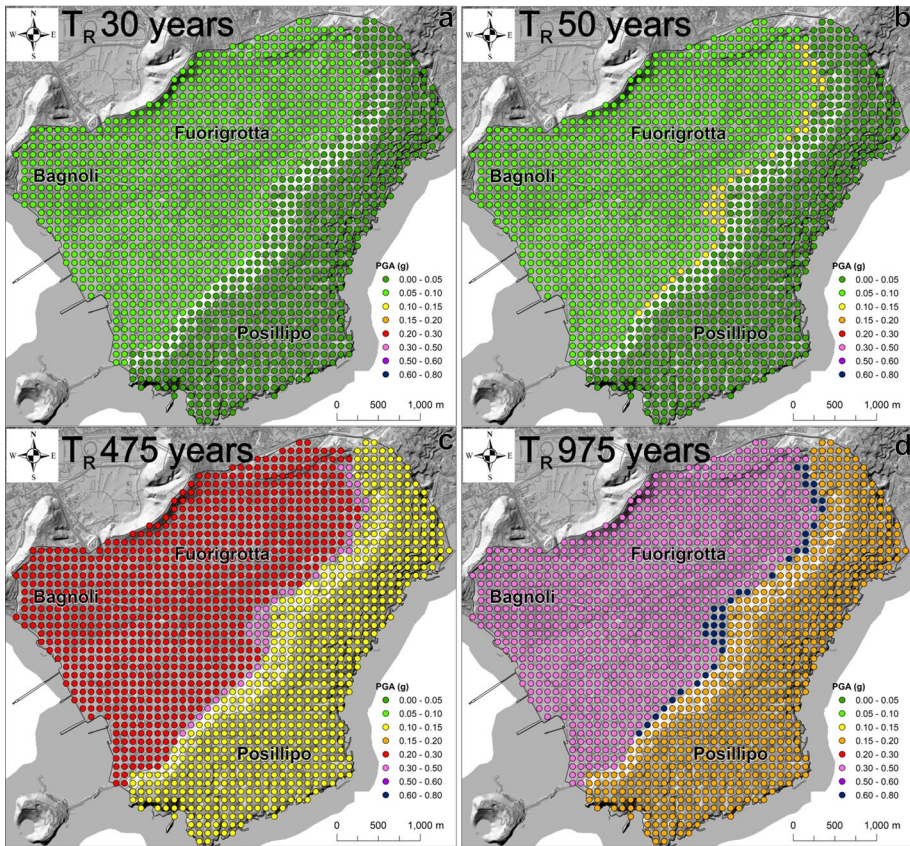 T_R 30 years
a
N
W E
S
Fuorigrotta
Bagnoli
Posillipo
PGA (g)
0.00 - 0.05
0.05 - 0.10
0.10 - 0.15
0.15 - 0.20
0.20 - 0.30
0.30 - 0.50
0.50 - 0.60
0.60 - 0.80
0 500 1,000 m
T_R 50 years
b
N
W E
S
Fuorigrotta
Bagnoli
Posillipo
PGA (g)
0.00 - 0.05
0.05 - 0.10
0.10 - 0.15
0.15 - 0.20
0.20 - 0.30
0.30 - 0.50
0.50 - 0.60
0.60 - 0.80
0 500 1,000 m
T_R 475 years
c
N
W E
S
Fuorigrotta
Bagnoli
Posillipo
PGA (g)
0.00 - 0.05
0.05 - 0.10
0.10 - 0.15
0.15 - 0.20
0.20 - 0.30
0.30 - 0.50
0.50 - 0.60
0.60 - 0.80
0 500 1,000 m
T_R 975 years
d
N
W E
S
Fuorigrotta
Bagnoli
Posillipo
PGA (g)
0.00 - 0.05
0.05 - 0.10
0.10 - 0.15
0.15 - 0.20
0.20 - 0.30
0.30 - 0.50
0.50 - 0.60
0.60 - 0.80
0 500 1,000 m